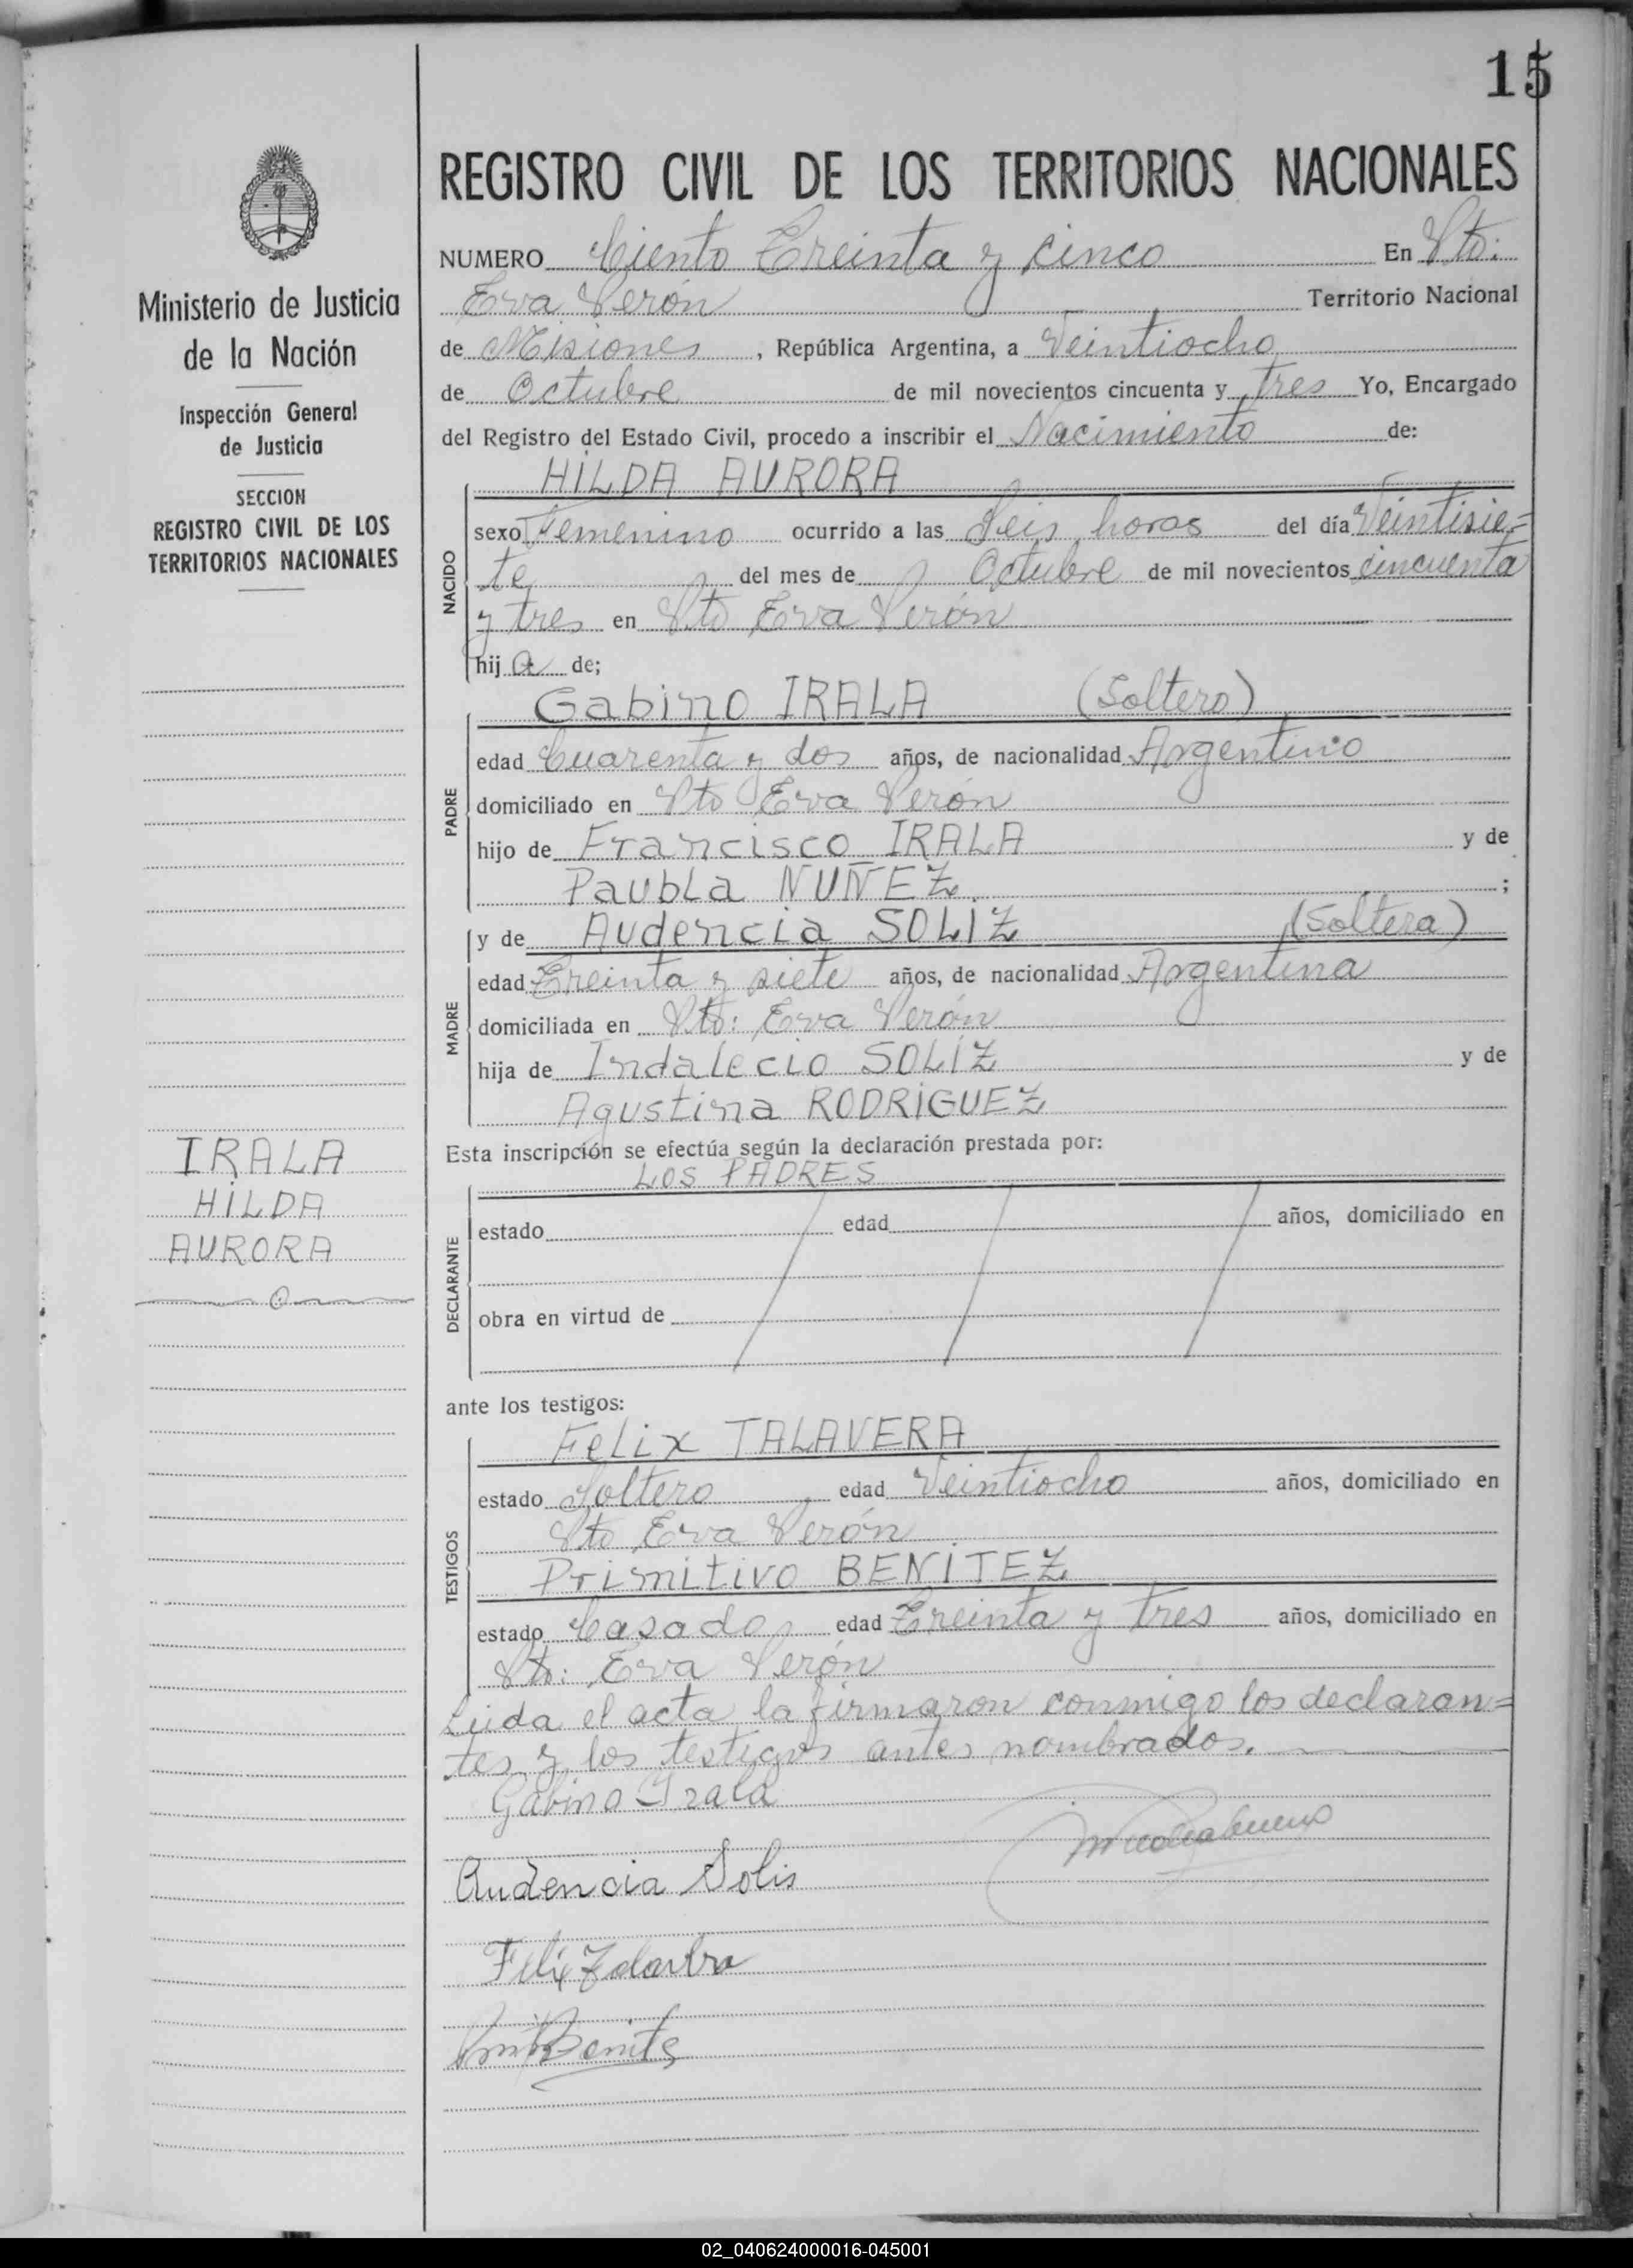 15
REGISTRO CIVIL DE LOS TERRITORIOS NACIONALES
NUMERO Ciento Treinta y cinco En Pto:
Eva Perón Territorio Nacional
de Misiones, República Argentina, a Veintiocho
de Octubre de mil novecientos cincuenta y tres Yo, Encargado
del Registro del Estado Civil, procedo a inscribir el Nacimiento de:
HILDA AURORA
NACIDO
sexo Femenino ocurrido a las Seis horas del día Veintisie=
te del mes de Octubre de mil novecientos cincuenta
y tres en Pto Eva Perón
hij a de;
Gabino IRALA (Soltero)
PADRE
edad Cuarenta y dos años, de nacionalidad Argentino
domiciliado en Pto Eva Perón
hijo de Francisco IRALA y de
Paubla NUÑEZ ;
y de Audencia SOLIZ (Soltera)
MADRE
edad Treinta y siete años, de nacionalidad Argentina
domiciliada en Pto: Eva Perón
hija de Indalecio SOLIZ y de
Agustina RODRIGUEZ
Esta inscripción se efectúa según la declaración prestada por:
LOS PADRES
DECLARANTE
estado edad años, domiciliado en
obra en virtud de
ante los testigos:
Felix TALAVERA
TESTIGOS
estado Soltero edad Veintiocho años, domiciliado en
Pto Eva Perón
Primitivo BENITEZ
estado Casado edad Treinta y tres años, domiciliado en
Pto: Eva Perón
Leida el acta la firmaron conmigo los declaran=
tes y los testigos antes nombrados.
Gabino Irala
Audencia Solis
Ministerio de Justicia
de la Nación
Inspección General
de Justicia
SECCION
REGISTRO CIVIL DE LOS
TERRITORIOS NACIONALES
IRALA
HILDA
AURORA
02_040624000016-045001